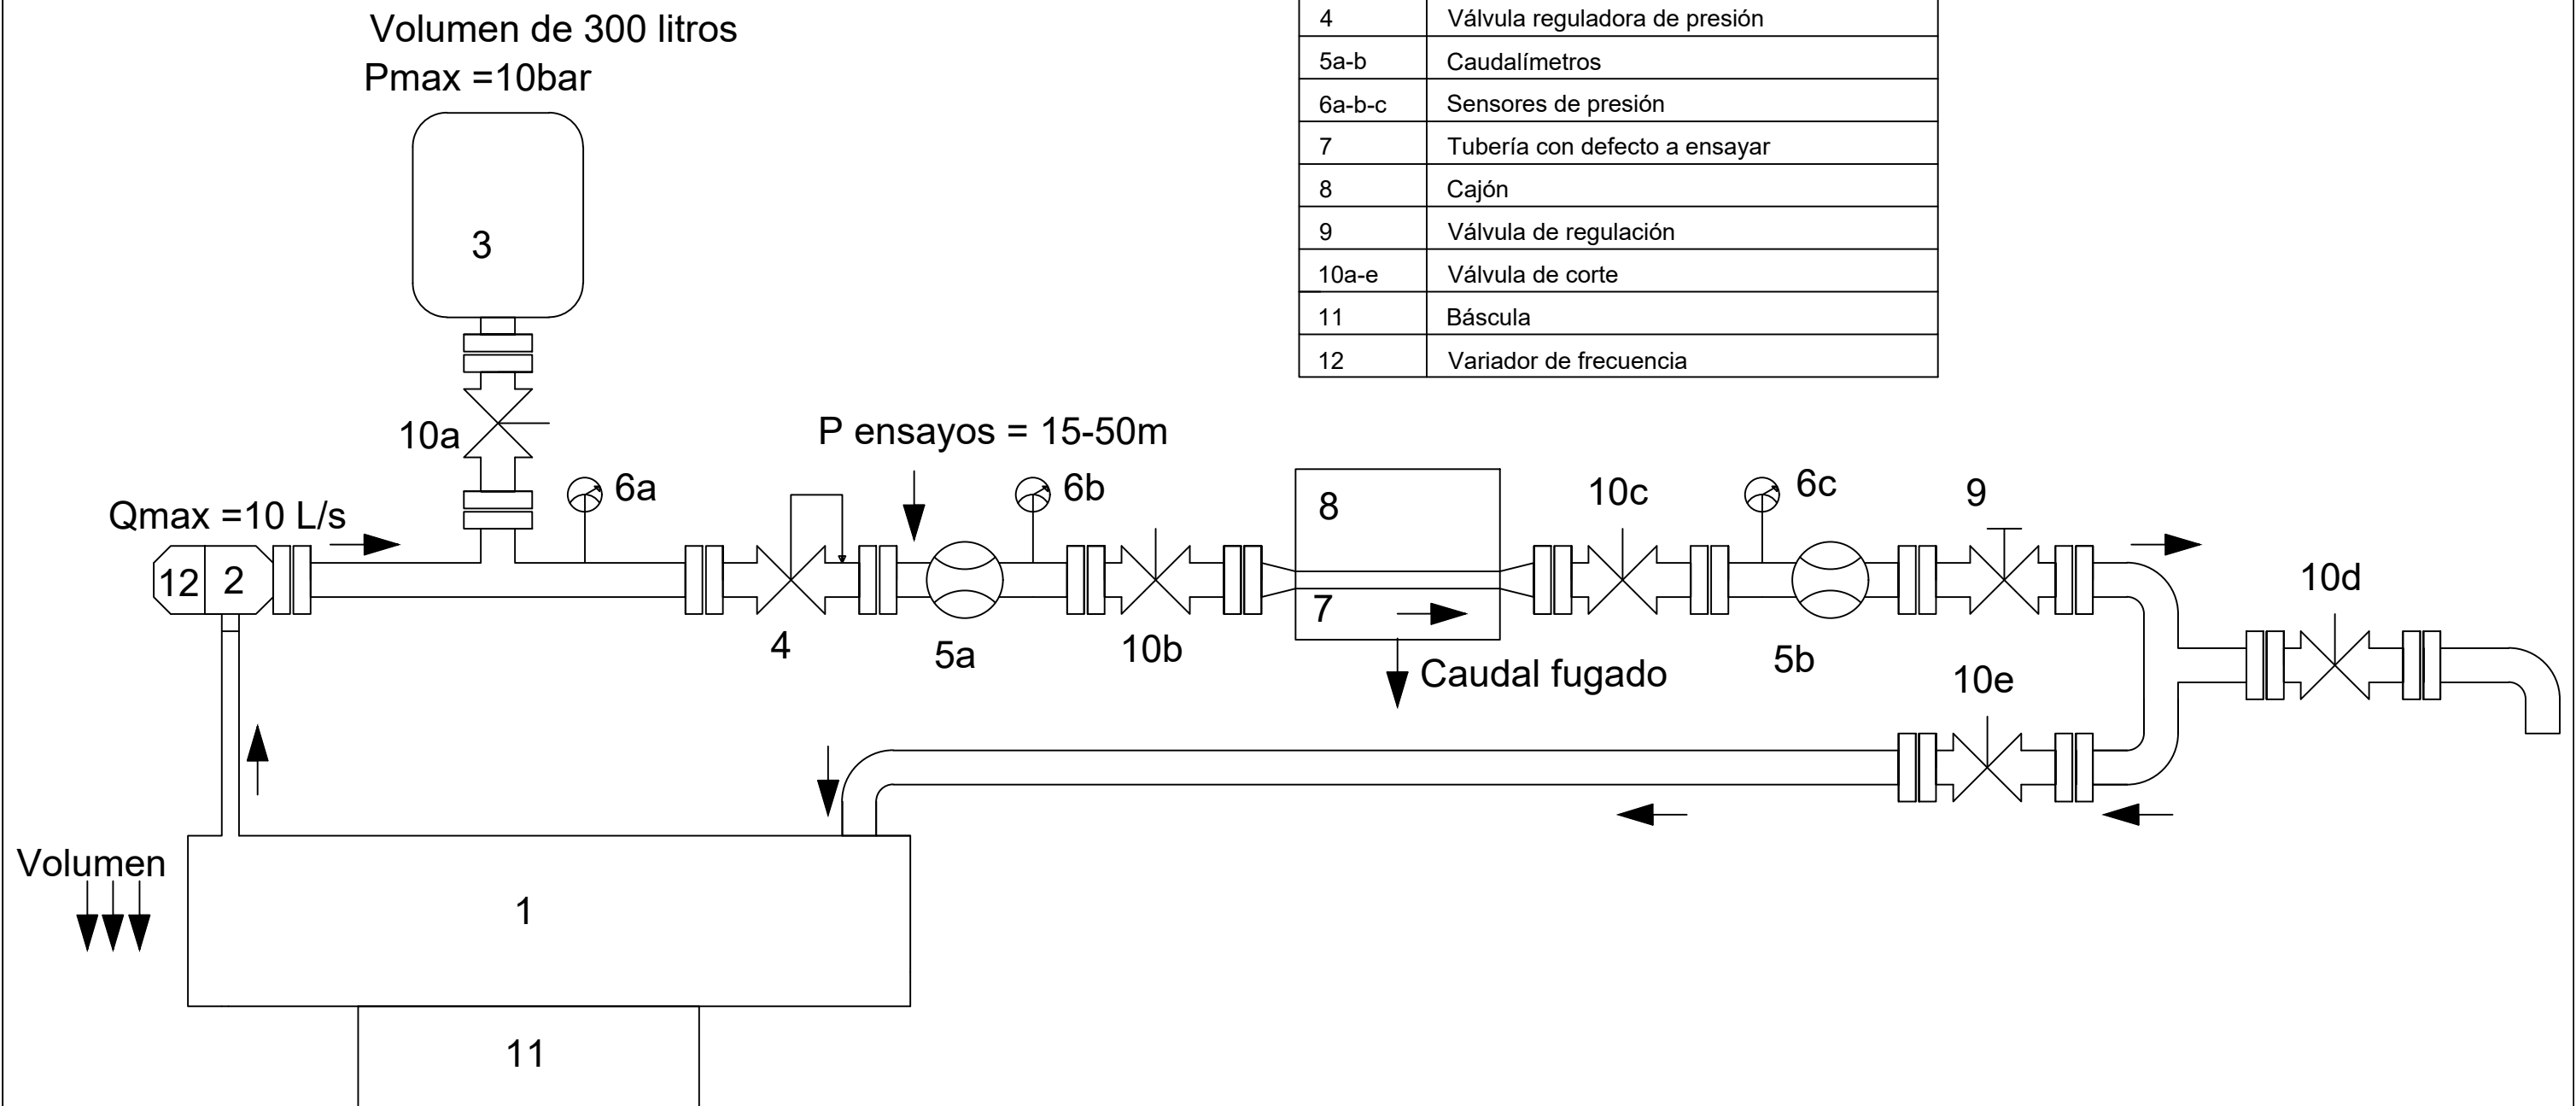 Volumen de 300 litros
Pmax =10bar
4 Válvula reguladora de presión
5a-b Caudalímetros
6a-b-c Sensores de presión
7 Tubería con defecto a ensayar
8 Cajón
9 Válvula de regulación
10a-e Válvula de corte
11 Báscula
12 Variador de frecuencia
3
10a
P ensayos = 15-50m
Qmax =10 L/s
6a
6b
8
10c
6c
9
12
2
10d
7
4
5a
10b
Caudal fugado
5b
10e
Volumen
1
11